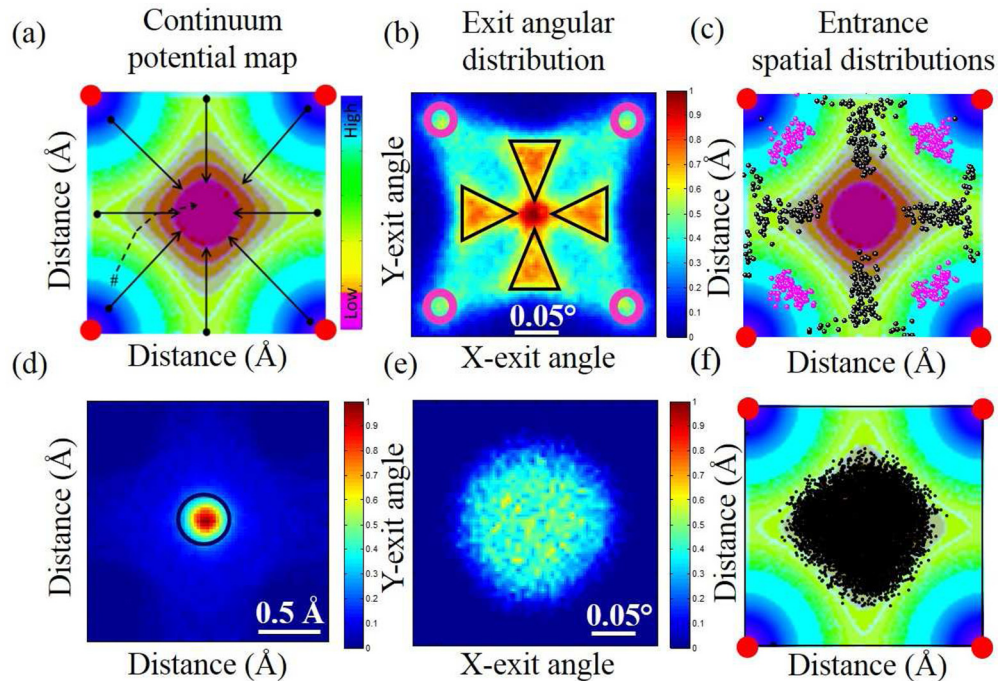 (a)
Continuum
potential map
(b)
Exit angular
distribution
(c)
Entrance
spatial distributions
Distance (Å)
#
High
Low
Distance (Å)
Y-exit angle
0.05°
X-exit angle
1
0.9
0.8
0.7
0.6
0.5
0.4
0.3
0.2
0.1
0
Distance (Å)
Distance (Å)
(d)
Distance (Å)
0.5 Å
Distance (Å)
1
0.9
0.8
0.7
0.6
0.5
0.4
0.3
0.2
0.1
0
(e)
Y-exit angle
0.05°
X-exit angle
1
0.9
0.8
0.7
0.6
0.5
0.4
0.3
0.2
0.1
0
(f)
Distance (Å)
Distance (Å)